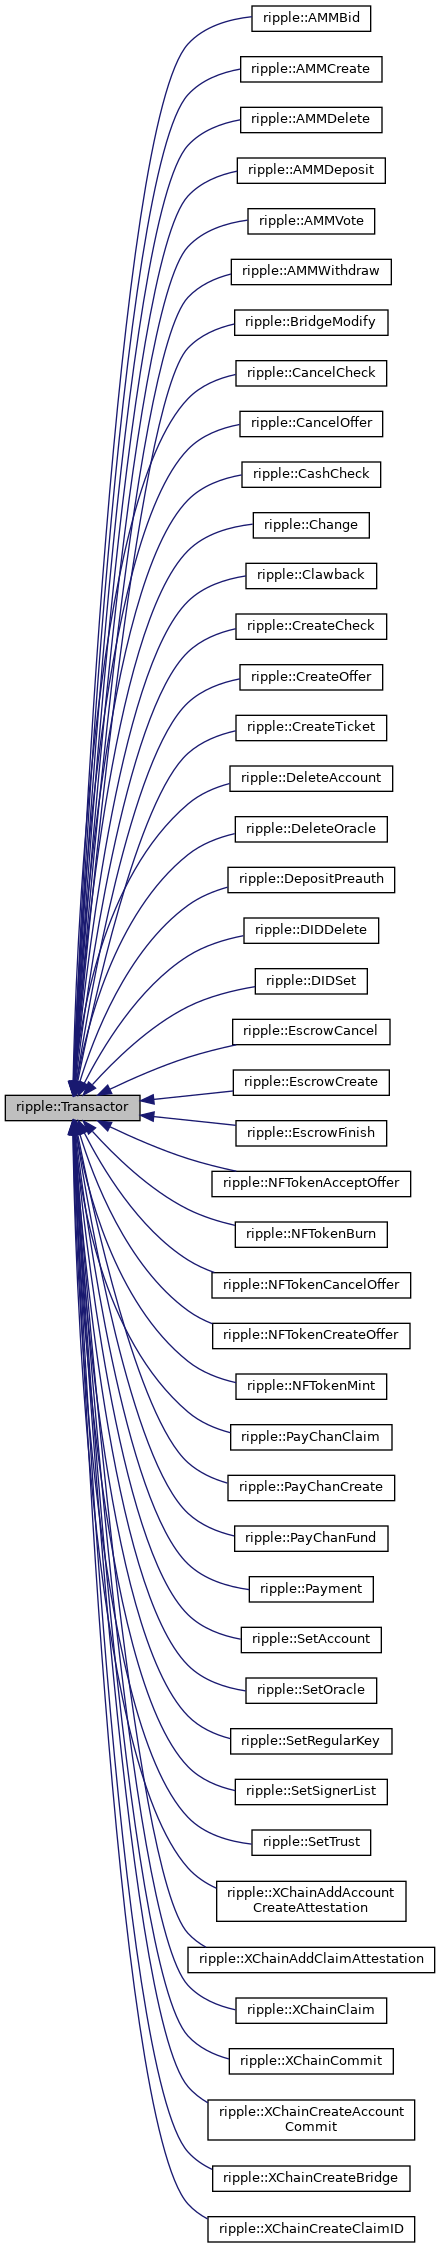 ripple::AMMBid
ripple::AMMCreate
ripple::AMMDelete
ripple::AMMDeposit
ripple::AMMVote
ripple::AMMWithdraw
ripple::BridgeModify
ripple::CancelCheck
ripple::CancelOffer
ripple::CashCheck
ripple::Change
ripple::Clawback
ripple::CreateCheck
ripple::CreateOffer
ripple::CreateTicket
ripple::DeleteAccount
ripple::DeleteOracle
ripple::DepositPreauth
ripple::DIDDelete
ripple::DIDSet
ripple::EscrowCancel
ripple::EscrowCreate
ripple::Transactor
ripple::EscrowFinish
ripple::NFTokenAcceptOffer
ripple::NFTokenBurn
ripple::NFTokenCancelOffer
ripple::NFTokenCreateOffer
ripple::NFTokenMint
ripple::PayChanClaim
ripple::PayChanCreate
ripple::PayChanFund
ripple::Payment
ripple::SetAccount
ripple::SetOracle
ripple::SetRegularKey
ripple::SetSignerList
ripple::SetTrust
ripple::XChainAddAccount
CreateAttestation
ripple::XChainAddClaimAttestation
ripple::XChainClaim
ripple::XChainCommit
ripple::XChainCreateAccount
Commit
ripple::XChainCreateBridge
ripple::XChainCreateClaimID